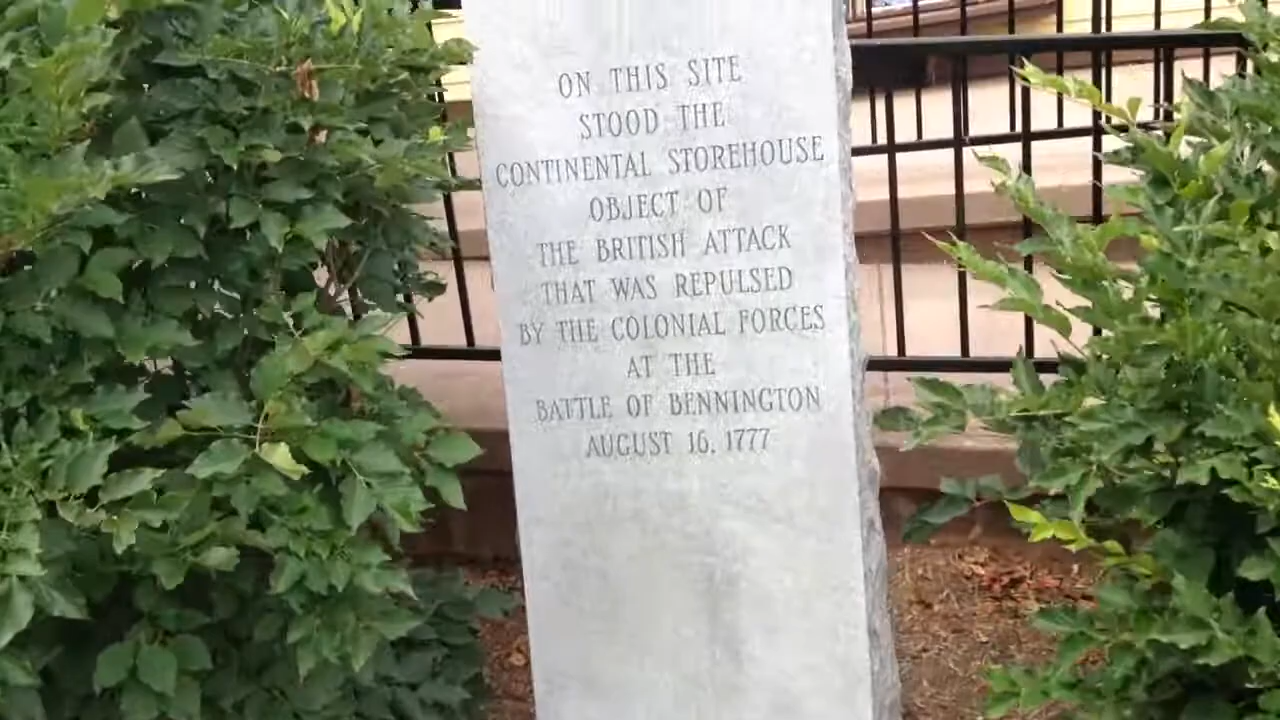 ON THIS SITE
STOOD THE
CONTINENTAL STOREHOUSE
OBJECT OF
THE BRITISH ATTACK
THAT WAS REPULSED
BY THE COLONIAL FORCES
AT THE
BATTLE OF BENNINGTON
AUGUST 16, 1777